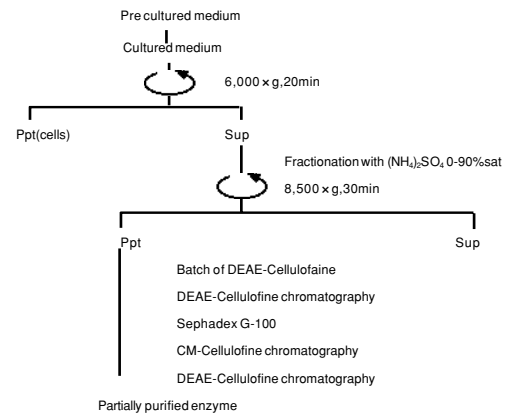 Pre cultured medium
Cultured medium
6,000×g,20min
Ppt(cells)
Sup
Fractionation with (NH₄)₂SO₄ 0-90%sat
8,500×g,30min
Ppt
Sup
Batch of DEAE-Cellulofaine
DEAE-Cellulofine chromatography
Sephadex G-100
CM-Cellulofine chromatography
DEAE-Cellulofine chromatography
Partially purified enzyme